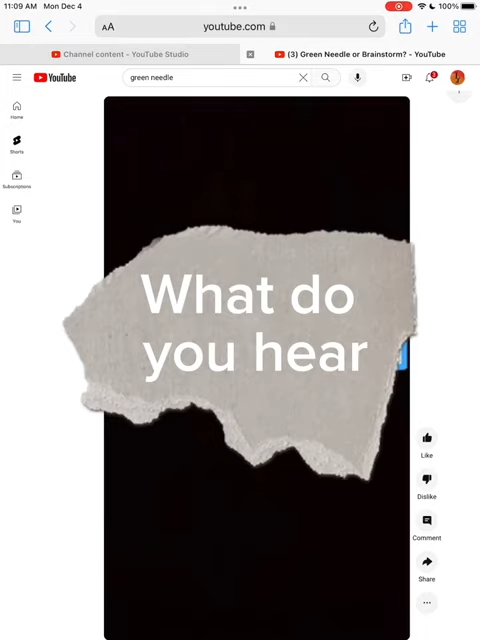 11:09 AM Mon Dec 4
100%
AA
youtube.com
Channel content - YouTube Studio
(3) Green Needle or Brainstorm? - YouTube
YouTube
green needle
3
Home
Shorts
Subscriptions
You
What do
you hear
Like
Dislike
Comment
Share